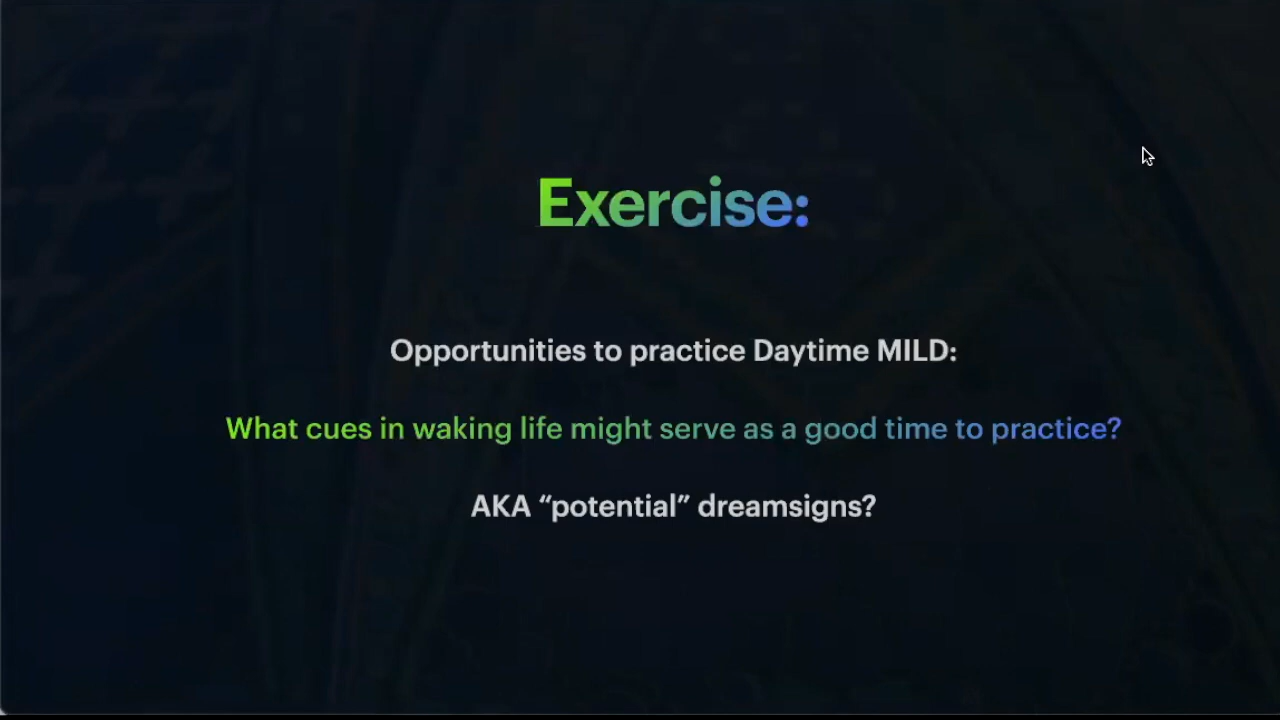 Exercise:
Opportunities to practice Daytime MILD:
What cues in waking life might serve as a good time to practice?
AKA “potential” dreamsigns?